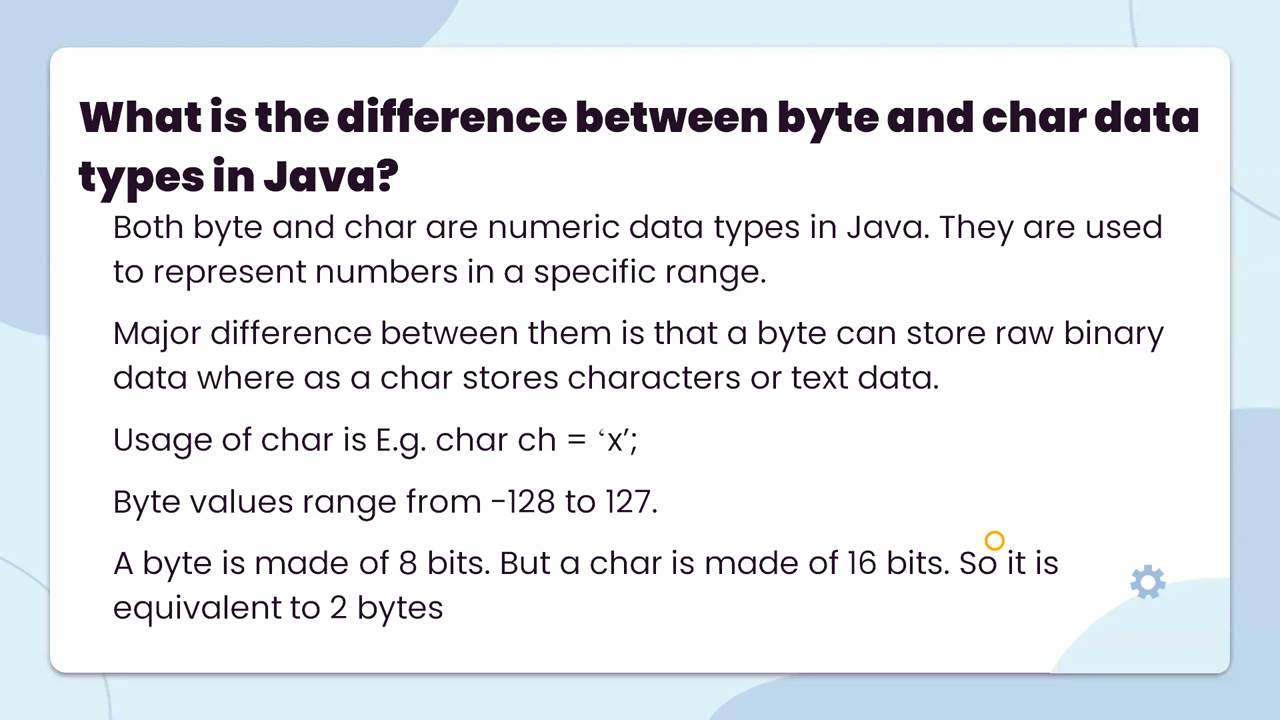 What is the difference between byte and char data
types in Java?
Both byte and char are numeric data types in Java. They are used
to represent numbers in a specific range.
Major difference between them is that a byte can store raw binary
data where as a char stores characters or text data.
Usage of char is E.g. char ch = ‘x’;
Byte values range from -128 to 127.
A byte is made of 8 bits. But a char is made of 16 bits. So it is
equivalent to 2 bytes